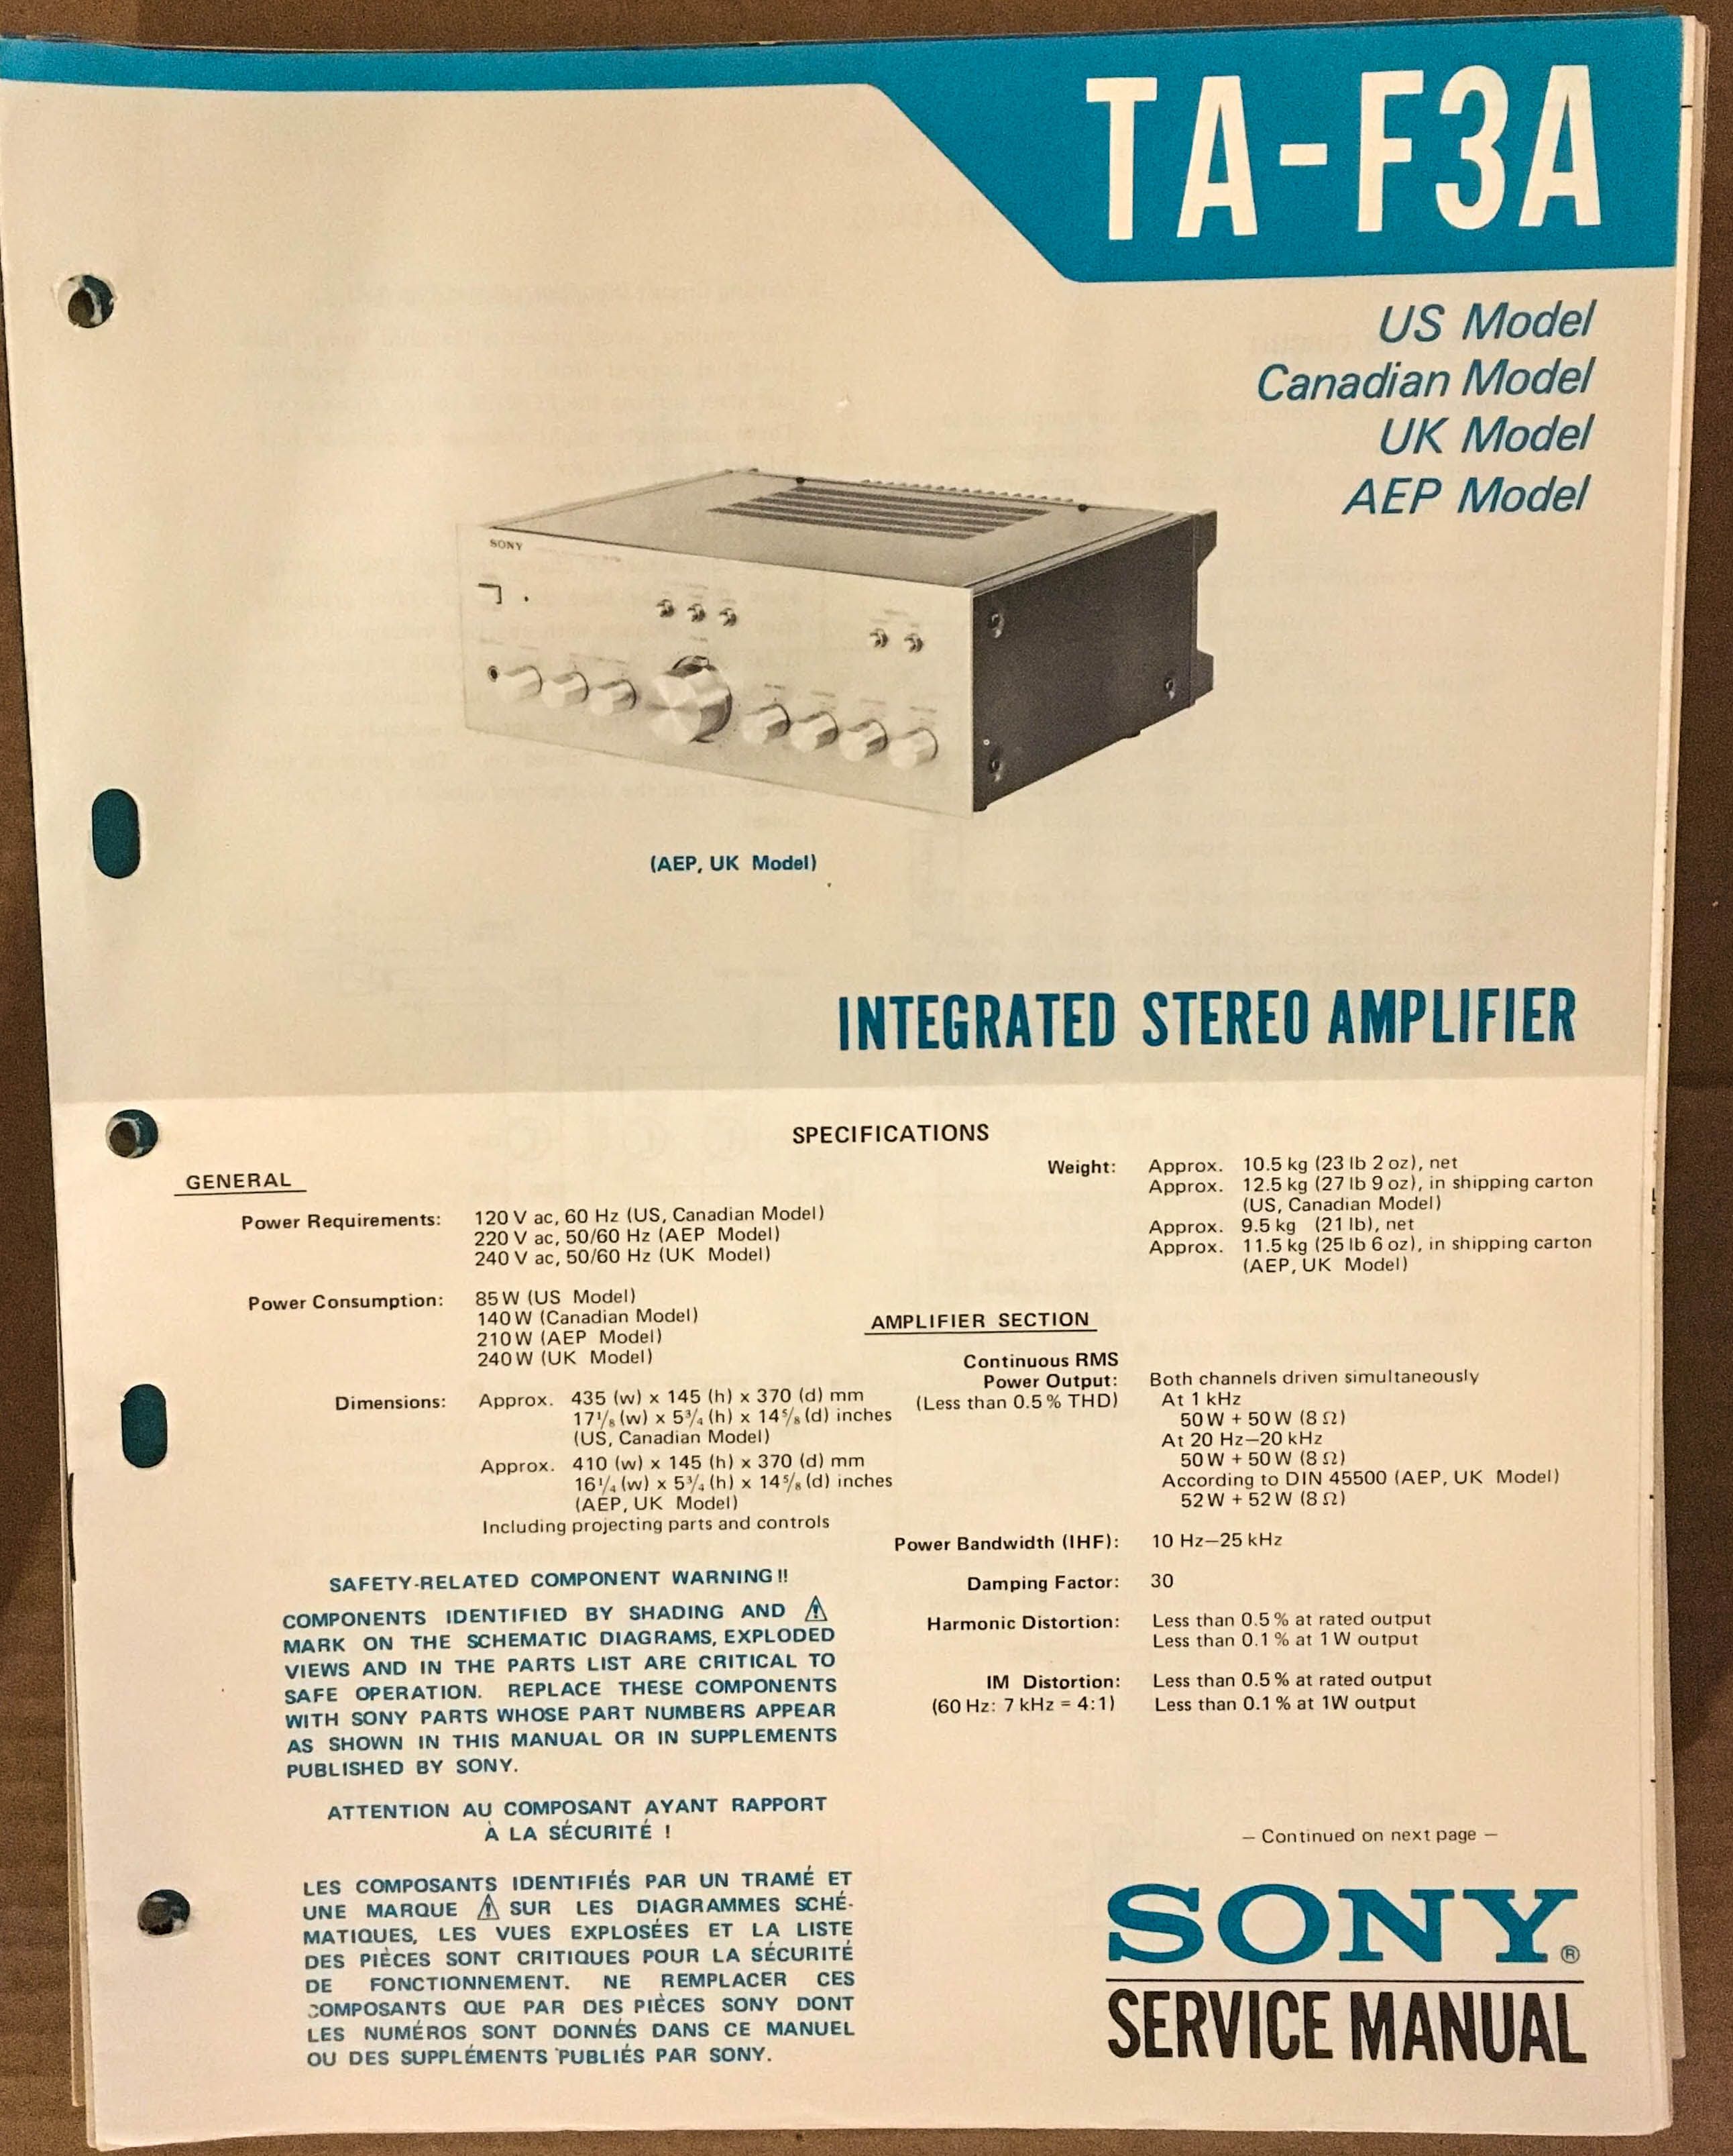 TA-F3A
US Model
Canadian Model
UK Model
AEP Model
SONY
(AEP, UK Model)
INTEGRATED STEREO AMPLIFIER
SPECIFICATIONS
GENERAL
Power Requirements: 120 V ac, 60 Hz (US, Canadian Model)
220 V ac, 50/60 Hz (AEP Model)
240 V ac, 50/60 Hz (UK Model)
Power Consumption: 85 W (US Model)
140 W (Canadian Model)
210 W (AEP Model)
240 W (UK Model)
Dimensions: Approx. 435 (w) x 145 (h) x 370 (d) mm
17 1/8 (w) x 5 3/4 (h) x 14 5/8 (d) inches
(US, Canadian Model)
Approx. 410 (w) x 145 (h) x 370 (d) mm
16 1/4 (w) x 5 3/4 (h) x 14 5/8 (d) inches
(AEP, UK Model)
Including projecting parts and controls
SAFETY-RELATED COMPONENT WARNING !!
COMPONENTS IDENTIFIED BY SHADING AND ⚠
MARK ON THE SCHEMATIC DIAGRAMS, EXPLODED
VIEWS AND IN THE PARTS LIST ARE CRITICAL TO
SAFE OPERATION. REPLACE THESE COMPONENTS
WITH SONY PARTS WHOSE PART NUMBERS APPEAR
AS SHOWN IN THIS MANUAL OR IN SUPPLEMENTS
PUBLISHED BY SONY.
ATTENTION AU COMPOSANT AYANT RAPPORT
À LA SÉCURITÉ !
LES COMPOSANTS IDENTIFIÉS PAR UN TRAMÉ ET
UNE MARQUE ⚠ SUR LES DIAGRAMMES SCHÉ-
MATIQUES, LES VUES EXPLOSÉES ET LA LISTE
DES PIÈCES SONT CRITIQUES POUR LA SÉCURITÉ
DE FONCTIONNEMENT. NE REMPLACER CES
COMPOSANTS QUE PAR DES PIÈCES SONY DONT
LES NUMÉROS SONT DONNÉS DANS CE MANUEL
OU DES SUPPLÉMENTS PUBLIÉS PAR SONY.
Weight: Approx. 10.5 kg (23 lb 2 oz), net
Approx. 12.5 kg (27 lb 9 oz), in shipping carton
(US, Canadian Model)
Approx. 9.5 kg (21 lb), net
Approx. 11.5 kg (25 lb 6 oz), in shipping carton
(AEP, UK Model)
AMPLIFIER SECTION
Continuous RMS
Power Output: Both channels driven simultaneously
(Less than 0.5 % THD) At 1 kHz
50 W + 50 W (8 Ω)
At 20 Hz–20 kHz
50 W + 50 W (8 Ω)
According to DIN 45500 (AEP, UK Model)
52 W + 52 W (8 Ω)
Power Bandwidth (IHF): 10 Hz–25 kHz
Damping Factor: 30
Harmonic Distortion: Less than 0.5 % at rated output
Less than 0.1 % at 1 W output
IM Distortion: Less than 0.5 % at rated output
(60 Hz: 7 kHz = 4:1) Less than 0.1 % at 1W output
— Continued on next page —
SONY®
SERVICE MANUAL